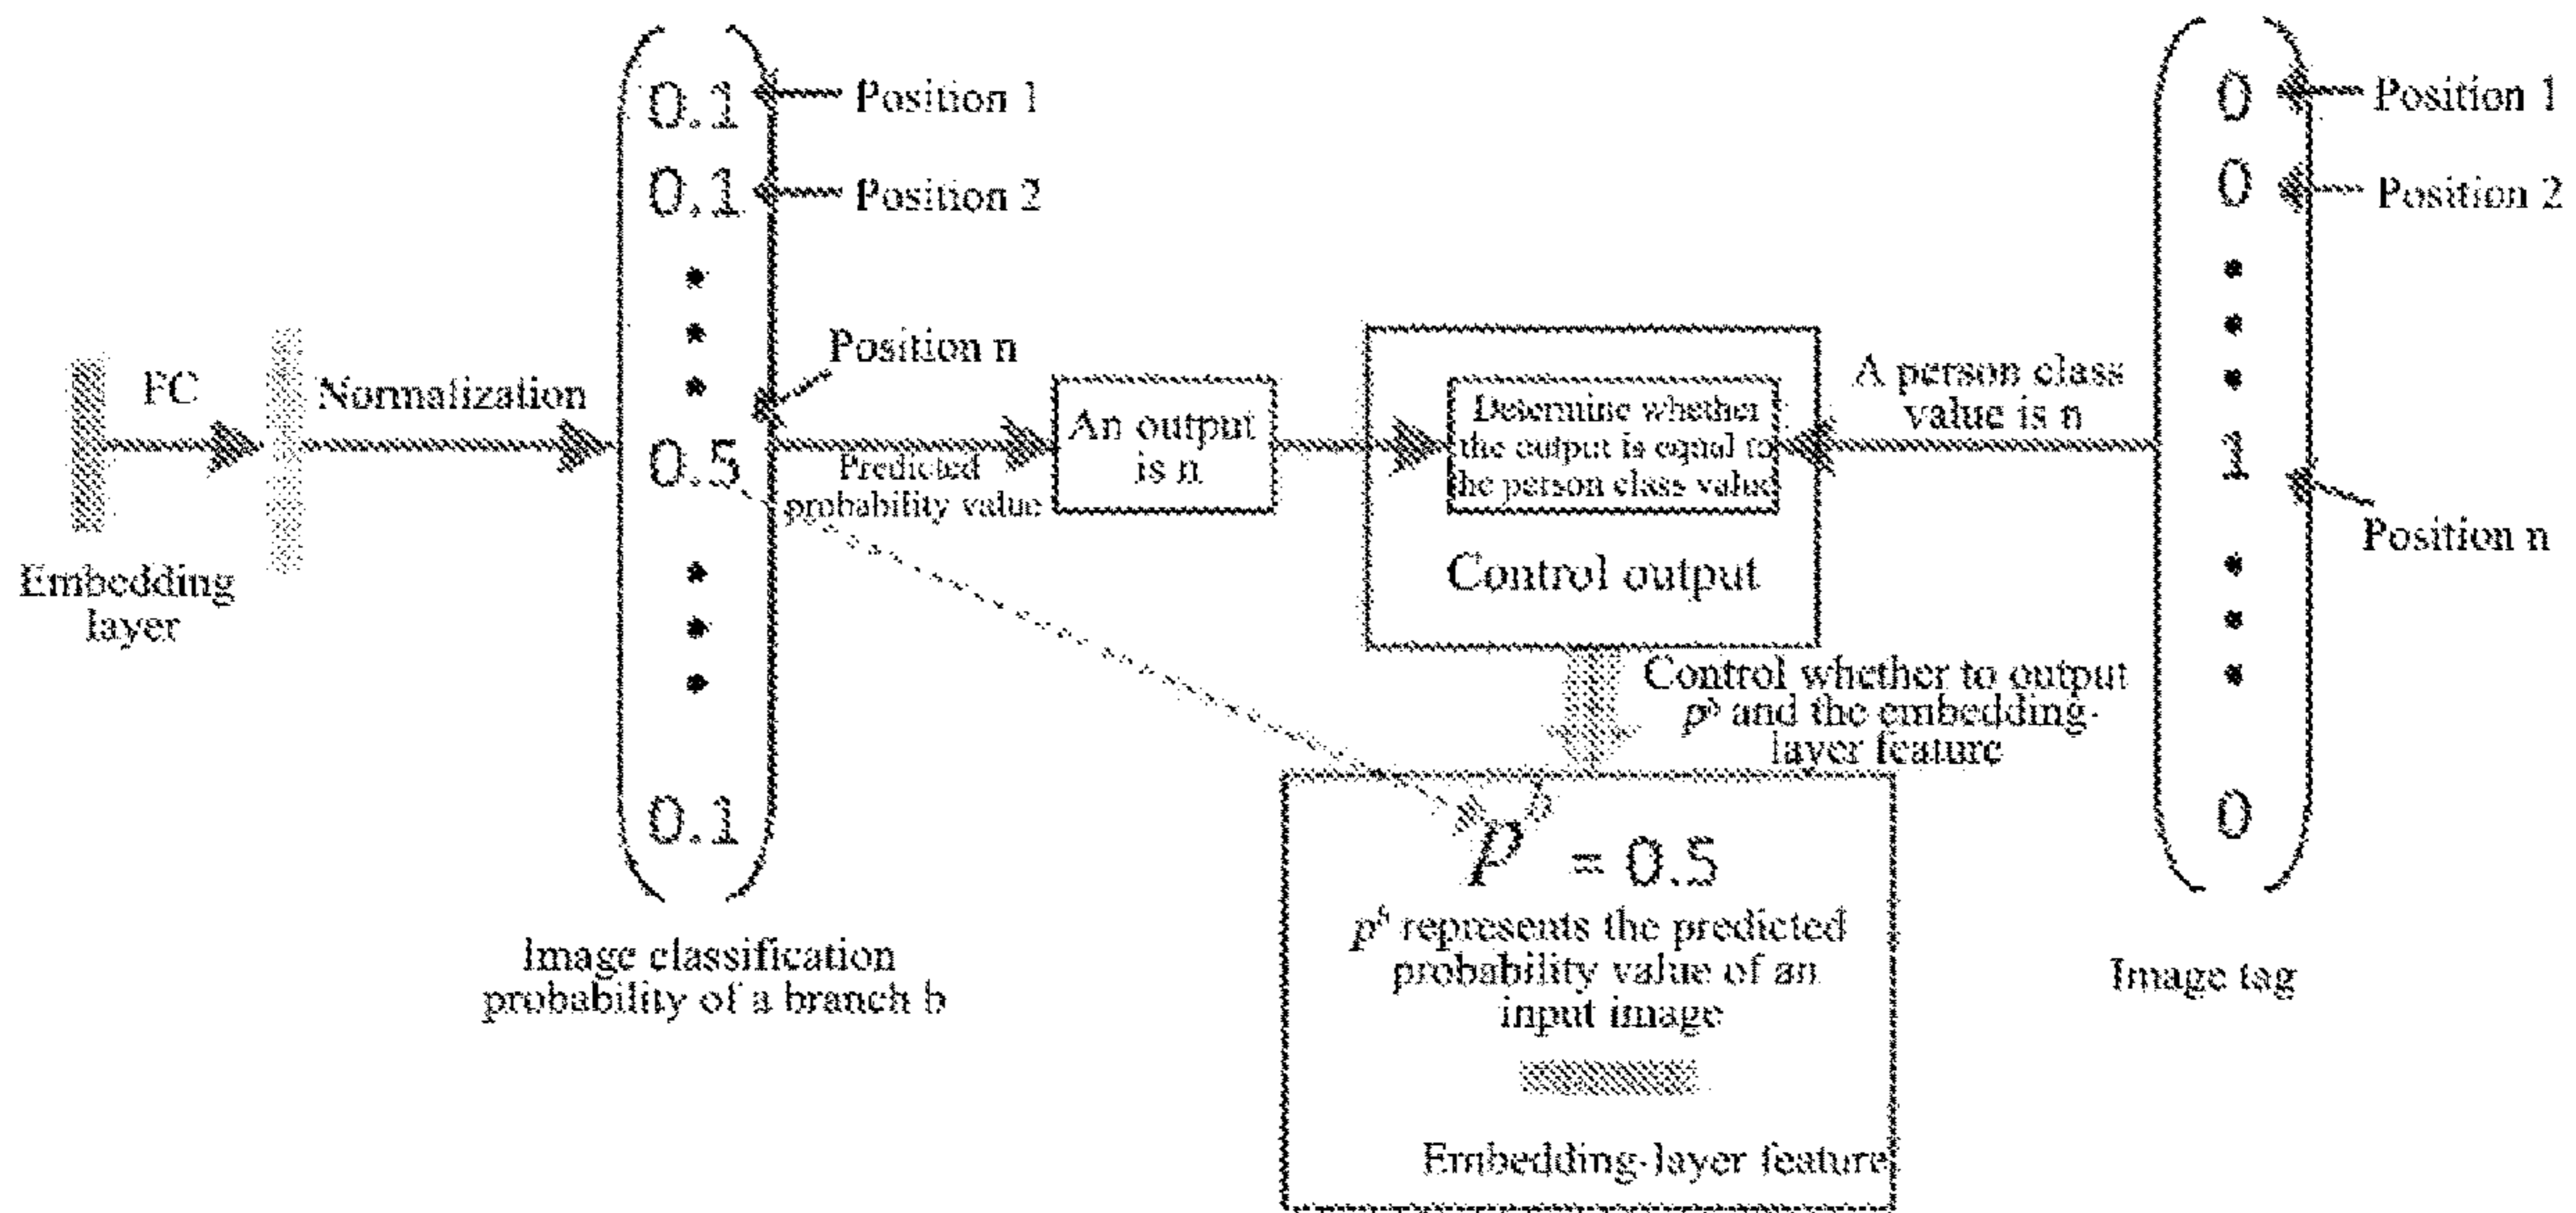 0.1
Position 1
0.1
Position 2
Position n
0.5
0.1
FC
Normalization
Embedding
layer
Image classification
probability of a branch b
Predicted
probability value
An output
is n
Determine whether
the output is equal to
the person class value
Control output
A person class
value is n
0
Position 1
0
Position 2
1
Position n
0
Image tag
Control whether to output
p^b and the embedding-
layer feature
P^b = 0.5
p^b represents the predicted
probability value of an
input image
Embedding-layer feature